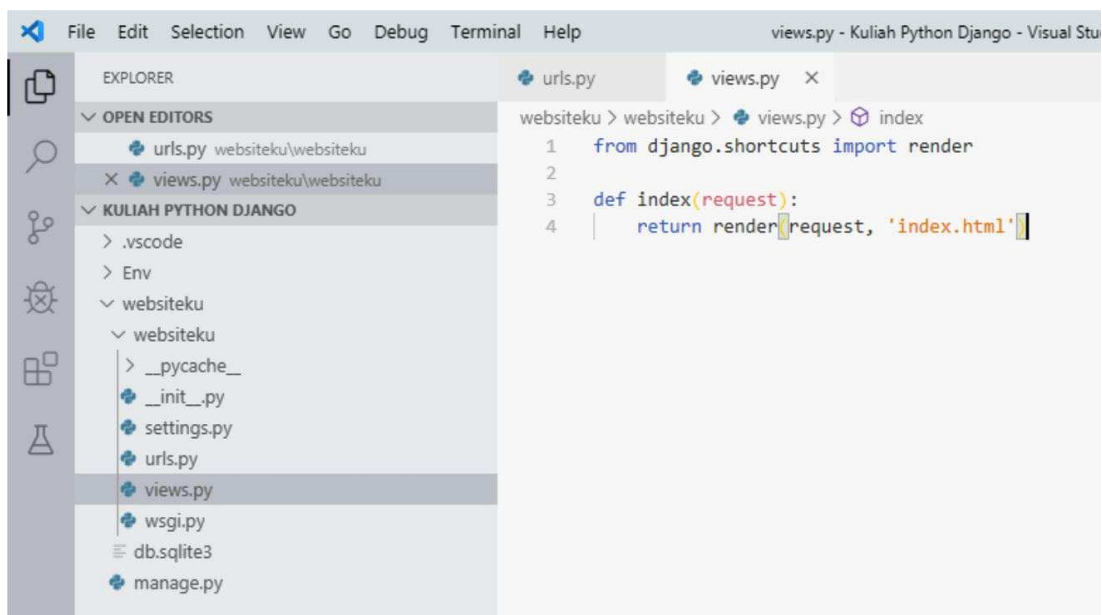 File Edit Selection View Go Debug Terminal Help
views.py - Kuliah Python Django - Visual Stu
EXPLORER
OPEN EDITORS
urls.py websiteku\websiteku
views.py websiteku\websiteku
KULIAH PYTHON DJANGO
.vscode
Env
websiteku
websiteku
__pycache__
__init__.py
settings.py
urls.py
views.py
wsgi.py
db.sqlite3
manage.py
urls.py views.py
websiteku > websiteku > views.py > index
1 from django.shortcuts import render
2
3 def index(request):
4 return render(request, 'index.html')